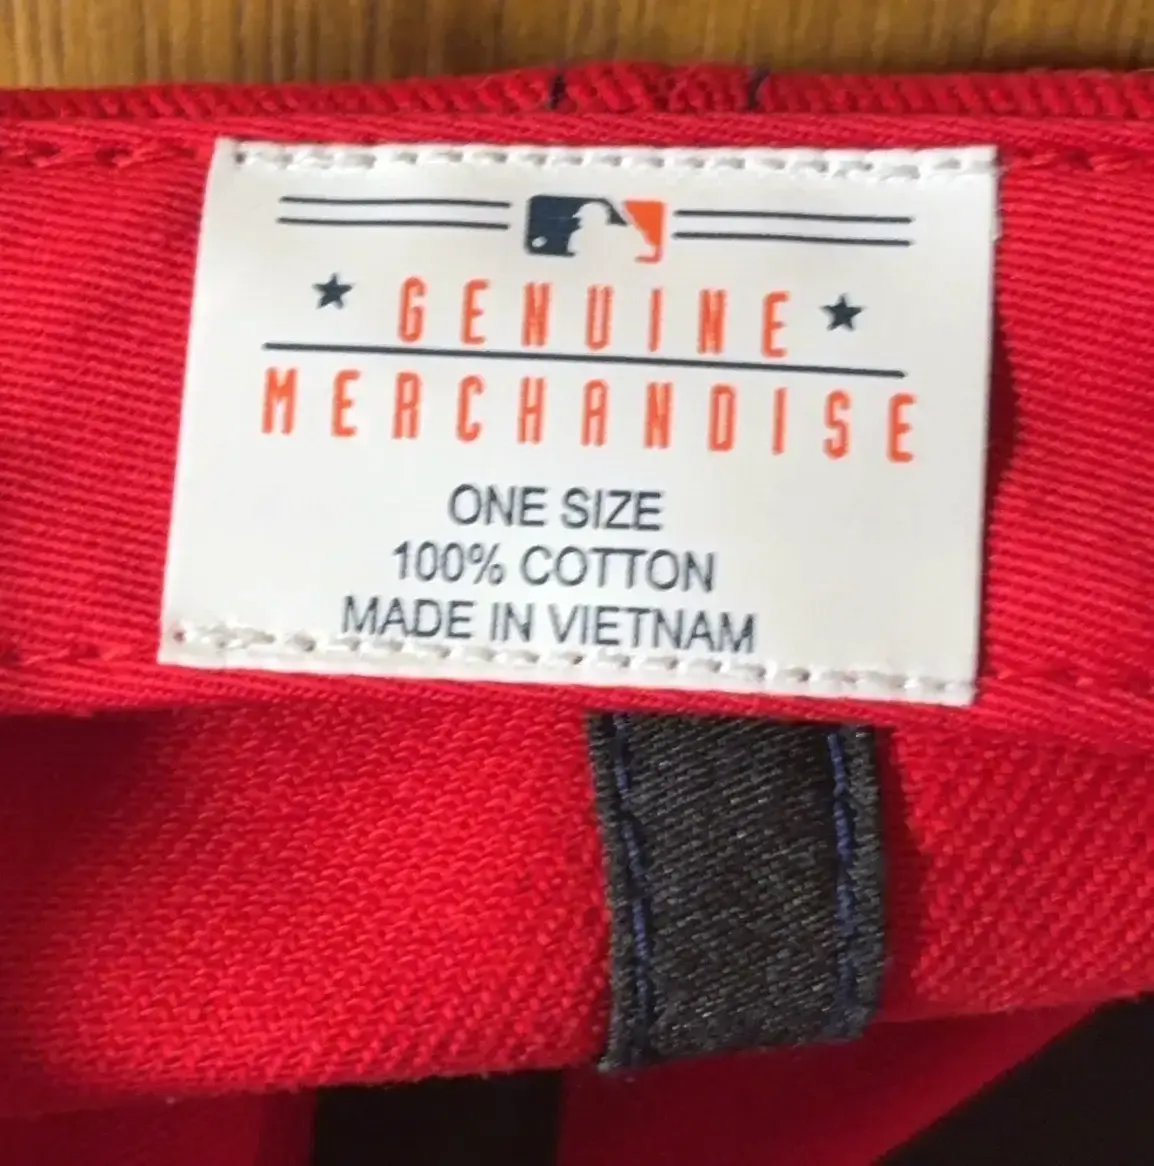 GENUINE
MERCHANDISE
ONE SIZE
100% COTTON
MADE IN VIETNAM